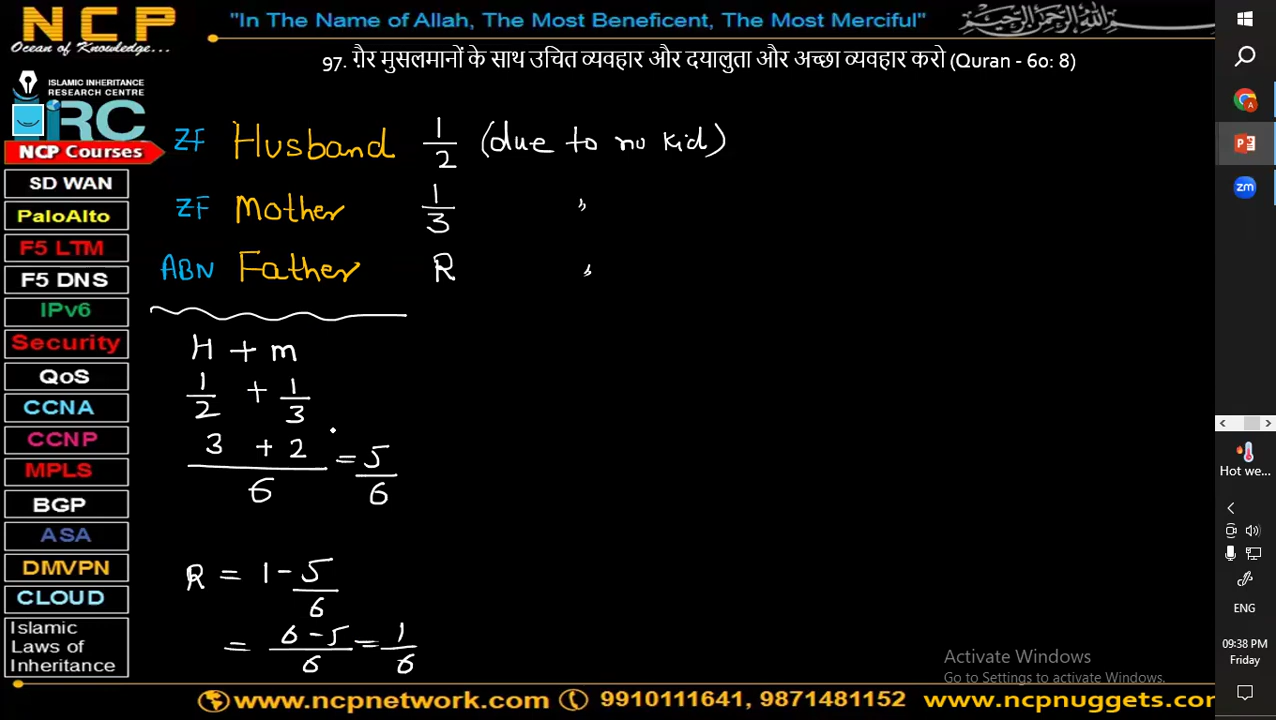 NCP
Ocean of Knowledge...
"In The Name of Allah, The Most Beneficent, The Most Merciful"
97. ग़ैर मुसलमानों के साथ उचित व्यवहार और दयालुता और अच्छा व्यवहार करो (Quran - 60: 8)
ISLAMIC INHERITANCE
RESEARCH CENTRE
IRC
NCP Courses
SD WAN
PaloAlto
F5 LTM
F5 DNS
IPv6
Security
QoS
CCNA
CCNP
MPLS
BGP
ASA
DMVPN
CLOUD
Islamic
Laws of
Inheritance
ZF Husband 1/2 (due to no kid)
ZF Mother 1/3 "
ABN Father R "
H + m
1/2 + 1/3
3 + 2 / 6 = 5/6
R = 1 - 5/6
= 6 - 5 / 6 = 1/6
Activate Windows
Go to Settings to activate Windows.
www.ncpnetwork.com
9910111641, 9871481152
www.ncpnuggets.com
zm
Hot we...
ENG
09:38 PM
Friday